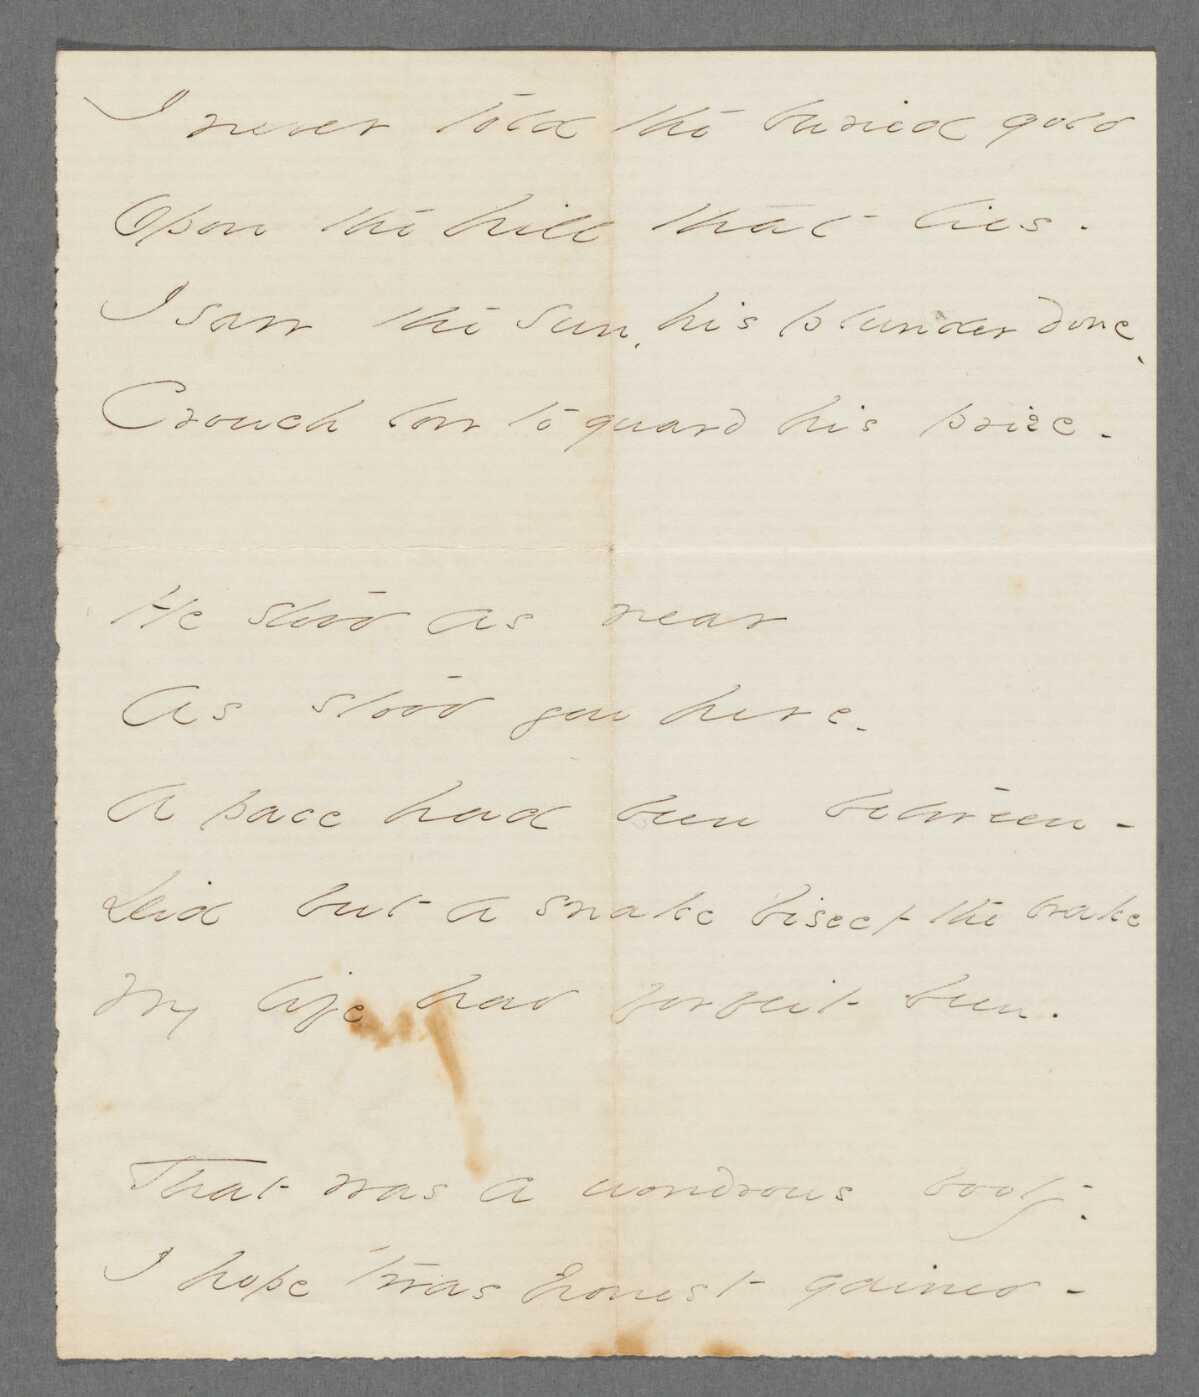 I never told the buried gold
Upon the hill that lies.
I saw the Sun, his plunder done,
Crouch low to guard his prize.
He stood as near
As stood you here.
A pace had been between -
Did but a snake bisect the brake
My life had forfeit been.
That was a wondrous booty.
I hope 'twas honest gained -